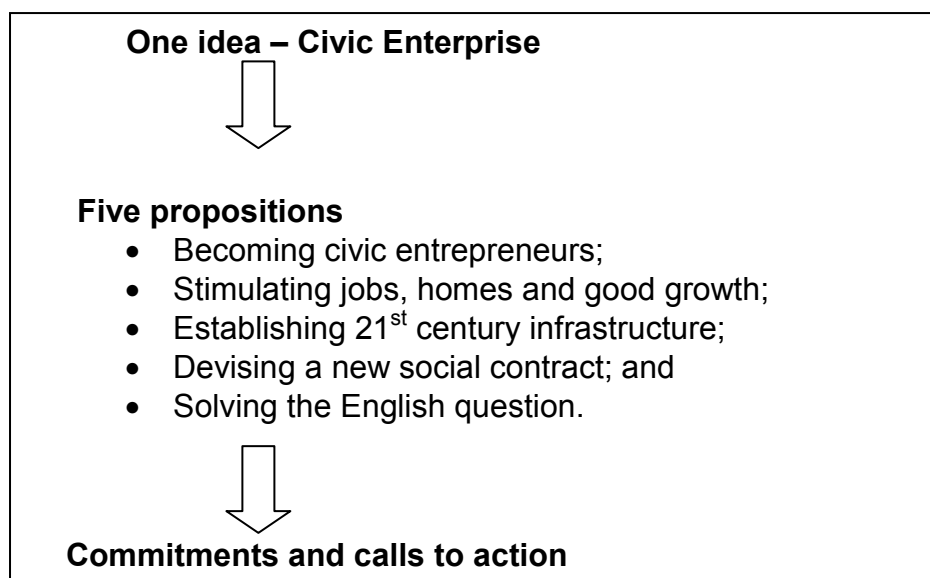 One idea – Civic Enterprise
Five propositions
• Becoming civic entrepreneurs;
• Stimulating jobs, homes and good growth;
• Establishing 21st century infrastructure;
• Devising a new social contract; and
• Solving the English question.
Commitments and calls to action